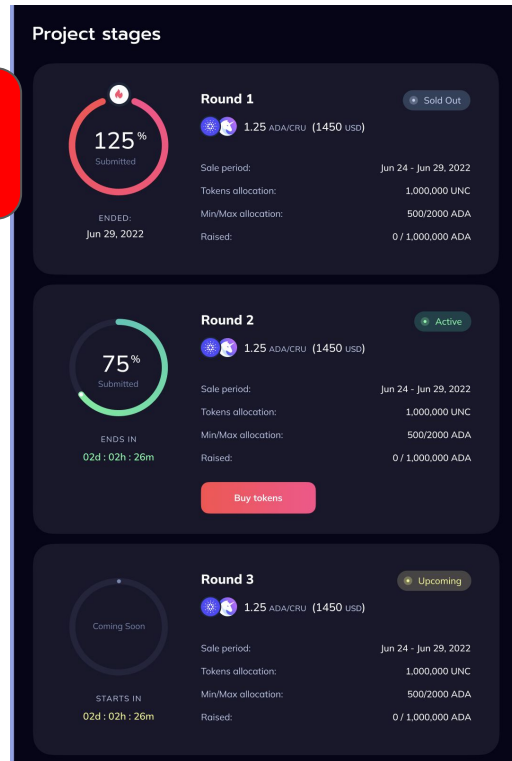 Project stages
125%
Submitted
ENDED:
Jun 29, 2022
Round 1
Sold Out
1.25 ADA/CRU (1450 USD)
Sale period: Jun 24 - Jun 29, 2022
Tokens allocation: 1,000,000 UNC
Min/Max allocation: 500/2000 ADA
Raised: 0 / 1,000,000 ADA
75%
Submitted
ENDS IN
02d : 02h : 26m
Round 2
Active
1.25 ADA/CRU (1450 USD)
Sale period: Jun 24 - Jun 29, 2022
Tokens allocation: 1,000,000 UNC
Min/Max allocation: 500/2000 ADA
Raised: 0 / 1,000,000 ADA
Buy tokens
Coming Soon
STARTS IN
02d : 02h : 26m
Round 3
Upcoming
1.25 ADA/CRU (1450 USD)
Sale period: Jun 24 - Jun 29, 2022
Tokens allocation: 1,000,000 UNC
Min/Max allocation: 500/2000 ADA
Raised: 0 / 1,000,000 ADA